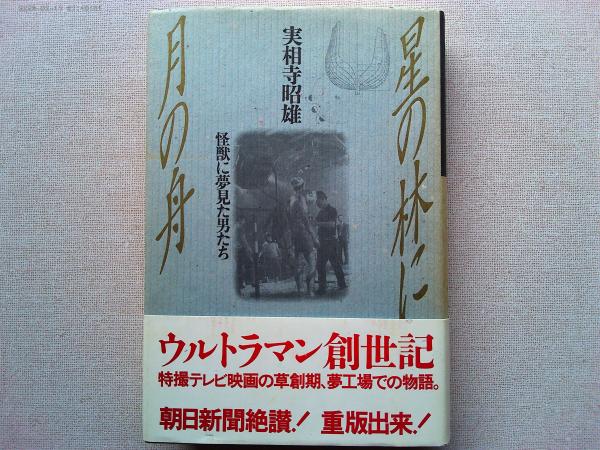 星の林に
月の舟
実相寺昭雄
怪獣に夢見た男たち
ウルトラマン創世記
特撮テレビ映画の草創期、夢工場での物語。
朝日新聞絶讃!
重版出来!